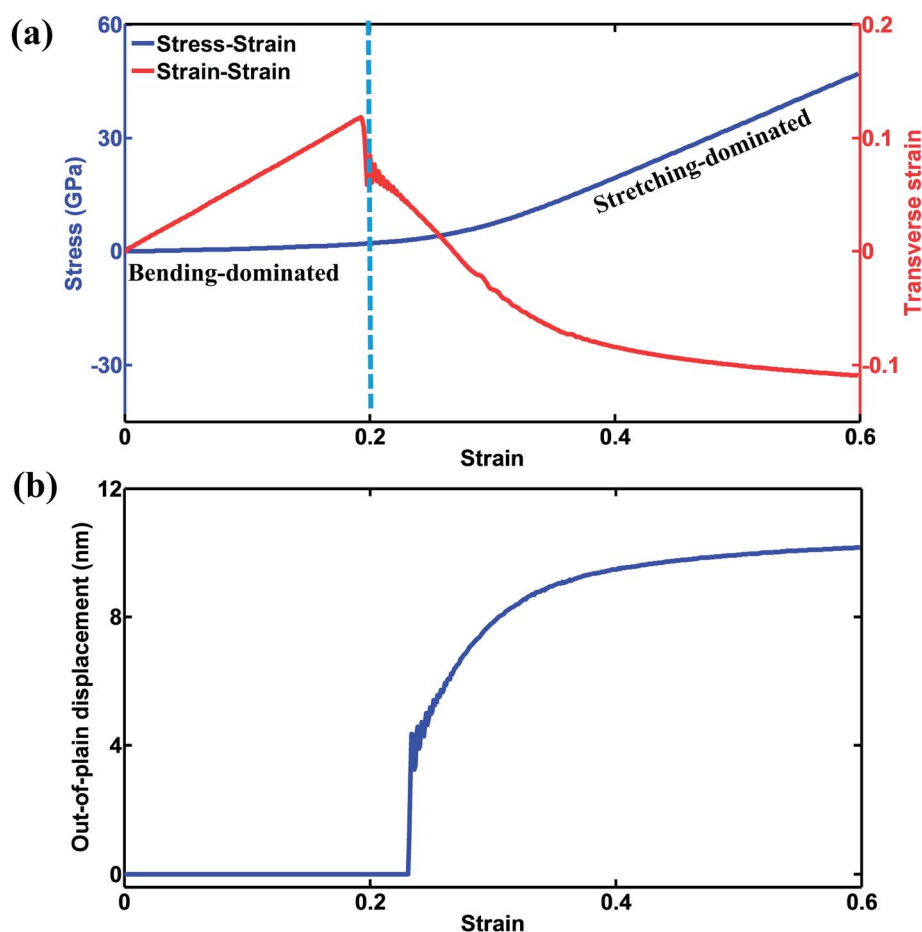 (a)
Stress-Strain
Strain-Strain
60
30
0
-30
Stress (GPa)
0.2
0.1
0
-0.1
Transverse strain
Bending-dominated
Stretching-dominated
0
0.2
0.4
0.6
Strain
(b)
12
8
4
0
Out-of-plain displacement (nm)
0
0.2
0.4
0.6
Strain